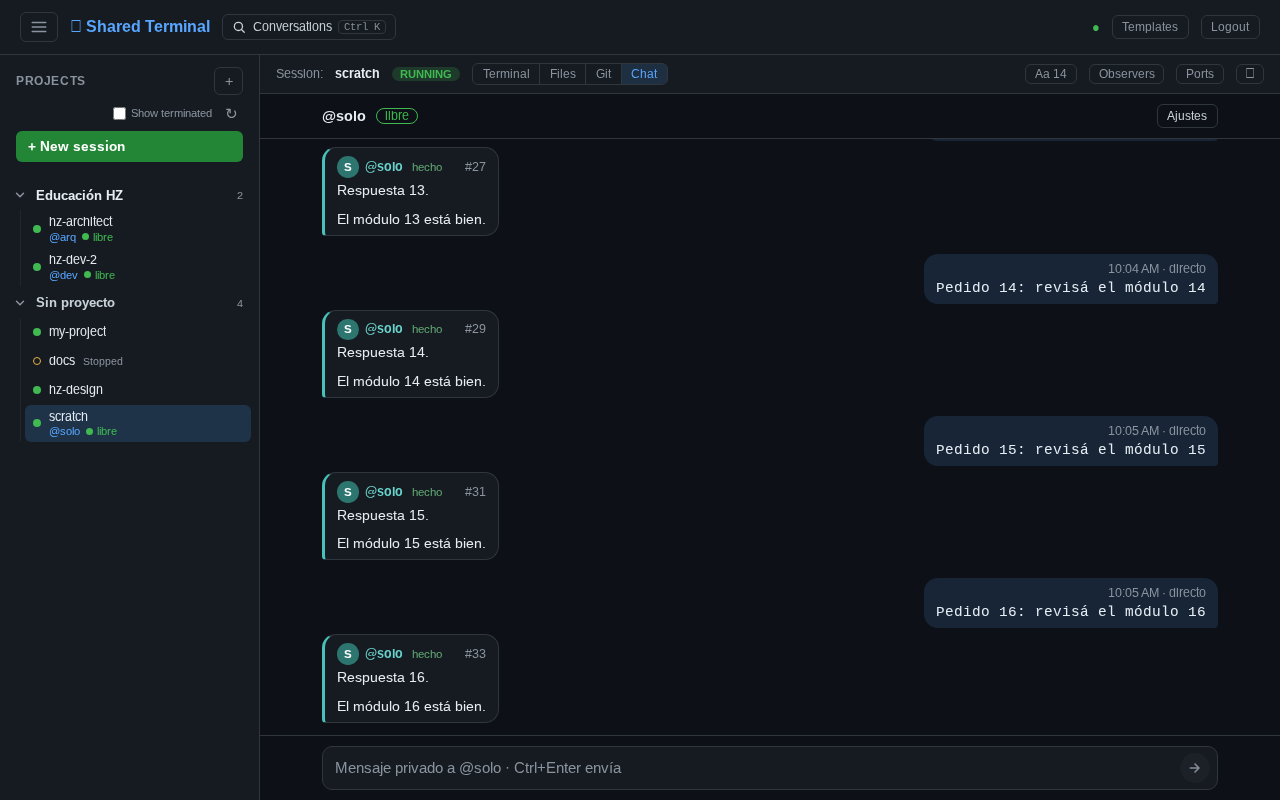 Shared Terminal
Conversations Ctrl K
Templates
Logout
PROJECTS
+
Show terminated ↻
+ New session
Educación HZ 2
hz-architect
@arq libre
hz-dev-2
@dev libre
Sin proyecto 4
my-project
docs Stopped
hz-design
scratch
@solo libre
Session: scratch RUNNING Terminal Files Git Chat
Aa 14 Observers Ports
@solo libre
Ajustes
S @solo hecho #27
Respuesta 13.
El módulo 13 está bien.
10:04 AM · directo
Pedido 14: revisá el módulo 14
S @solo hecho #29
Respuesta 14.
El módulo 14 está bien.
10:05 AM · directo
Pedido 15: revisá el módulo 15
S @solo hecho #31
Respuesta 15.
El módulo 15 está bien.
10:05 AM · directo
Pedido 16: revisá el módulo 16
S @solo hecho #33
Respuesta 16.
El módulo 16 está bien.
Mensaje privado a @solo · Ctrl+Enter envía